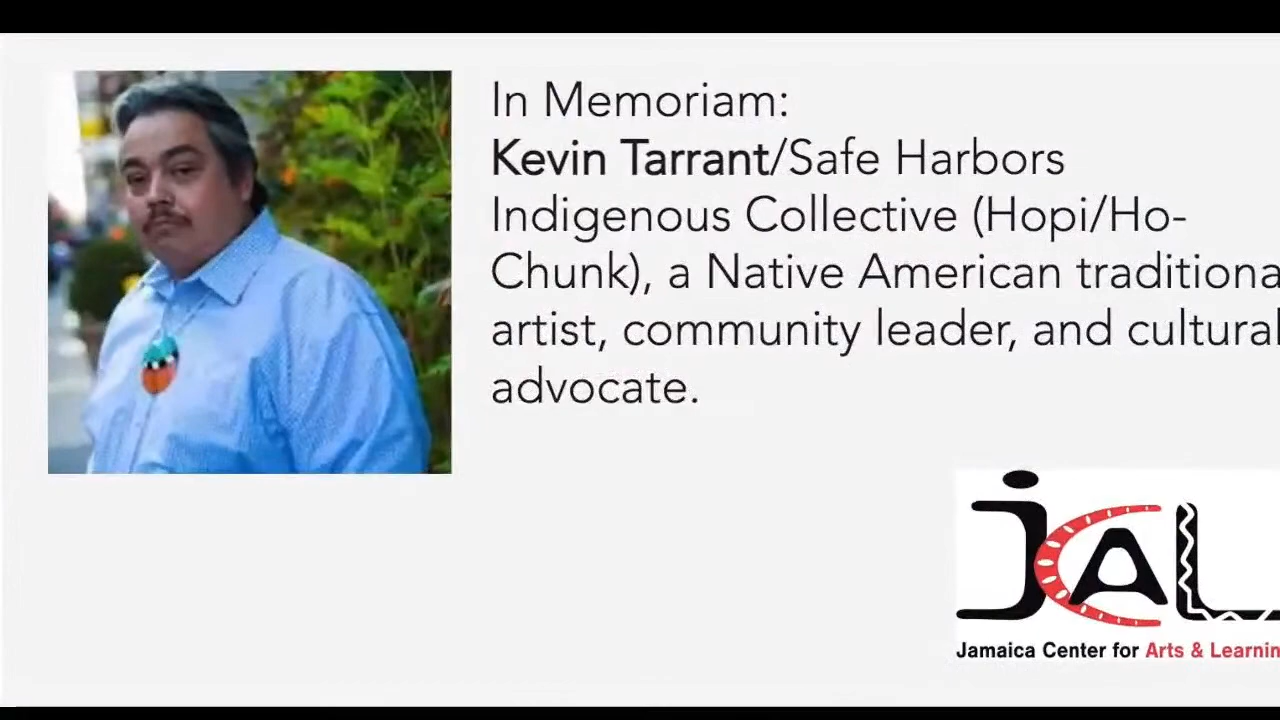 In Memoriam:
Kevin Tarrant/Safe Harbors
Indigenous Collective (Hopi/Ho-
Chunk), a Native American traditiona
artist, community leader, and cultural
advocate.
JCAL
Jamaica Center for Arts & Learnin